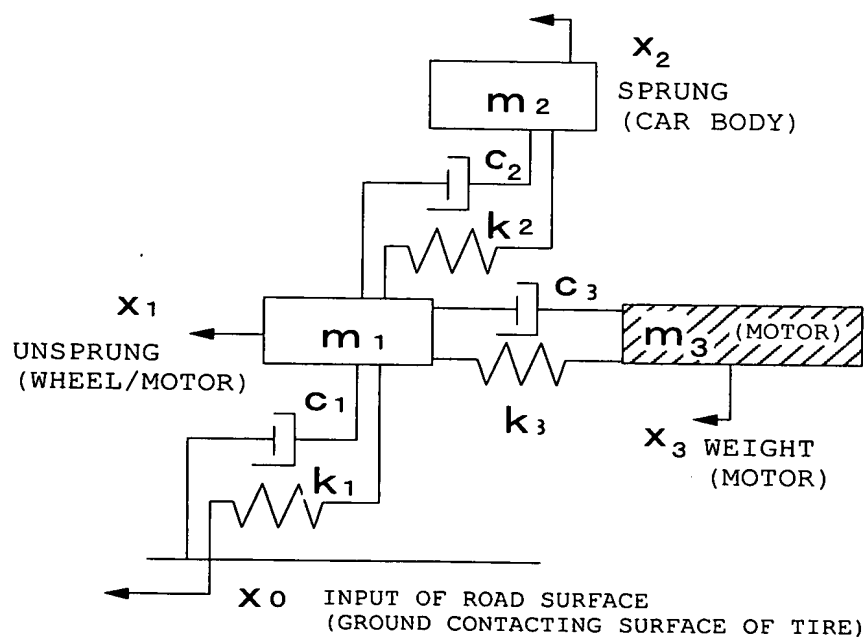 x2
m2
SPRUNG
(CAR BODY)
c2
k2
x1
UNSPRUNG
(WHEEL/MOTOR)
m1
c3
m3 (MOTOR)
k3
x3 WEIGHT
(MOTOR)
c1
k1
x0 INPUT OF ROAD SURFACE
(GROUND CONTACTING SURFACE OF TIRE)